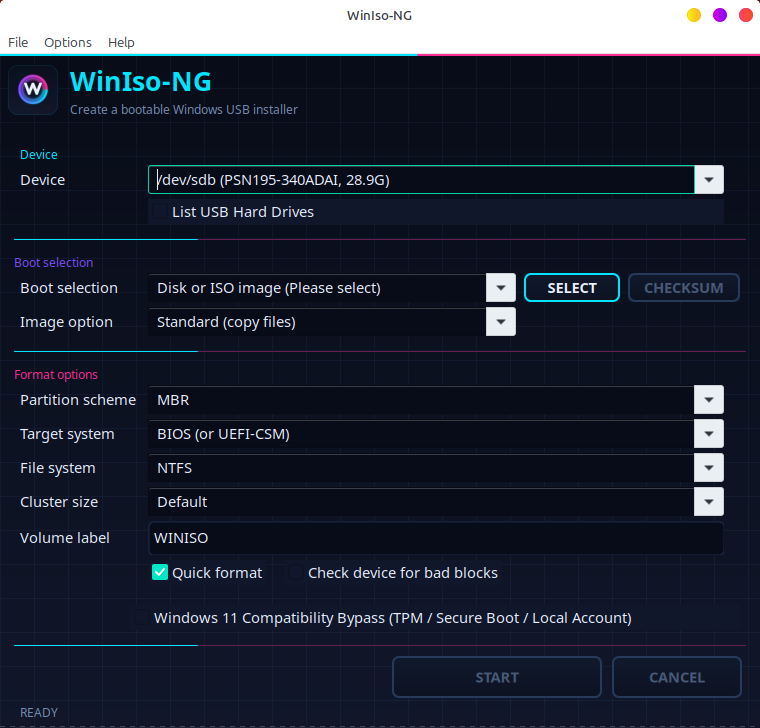 WinIso-NG
File Options Help
W
WinIso-NG
Create a bootable Windows USB installer
Device
Device /dev/sdb (PSN195-340ADAI, 28.9G)
List USB Hard Drives
Boot selection
Boot selection Disk or ISO image (Please select) SELECT CHECKSUM
Image option Standard (copy files)
Format options
Partition scheme MBR
Target system BIOS (or UEFI-CSM)
File system NTFS
Cluster size Default
Volume label WINISO
Quick format Check device for bad blocks
Windows 11 Compatibility Bypass (TPM / Secure Boot / Local Account)
START CANCEL
READY